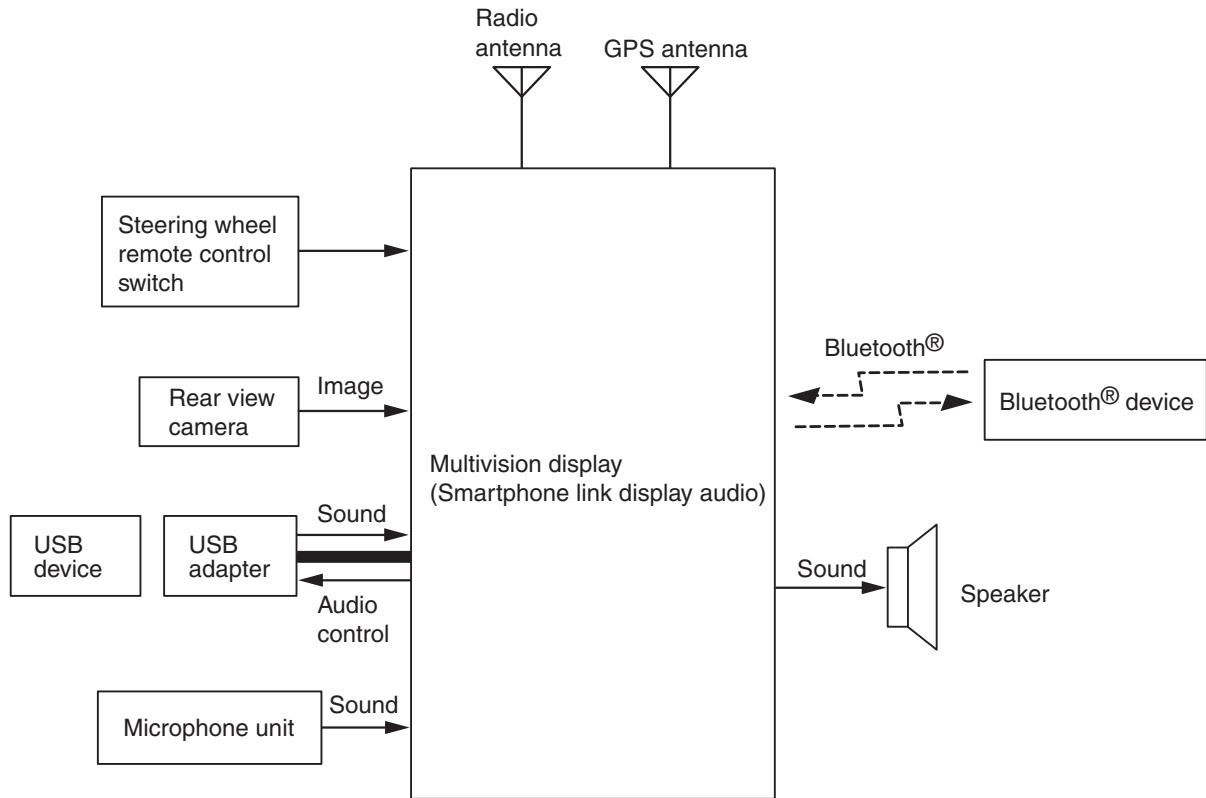 Radio
antenna
GPS antenna
Steering wheel
remote control
switch
Bluetooth®
Image
Rear view
camera
Bluetooth® device
Multivision display
(Smartphone link display audio)
Sound
USB
device
USB
adapter
Sound
Audio
control
Speaker
Sound
Microphone unit